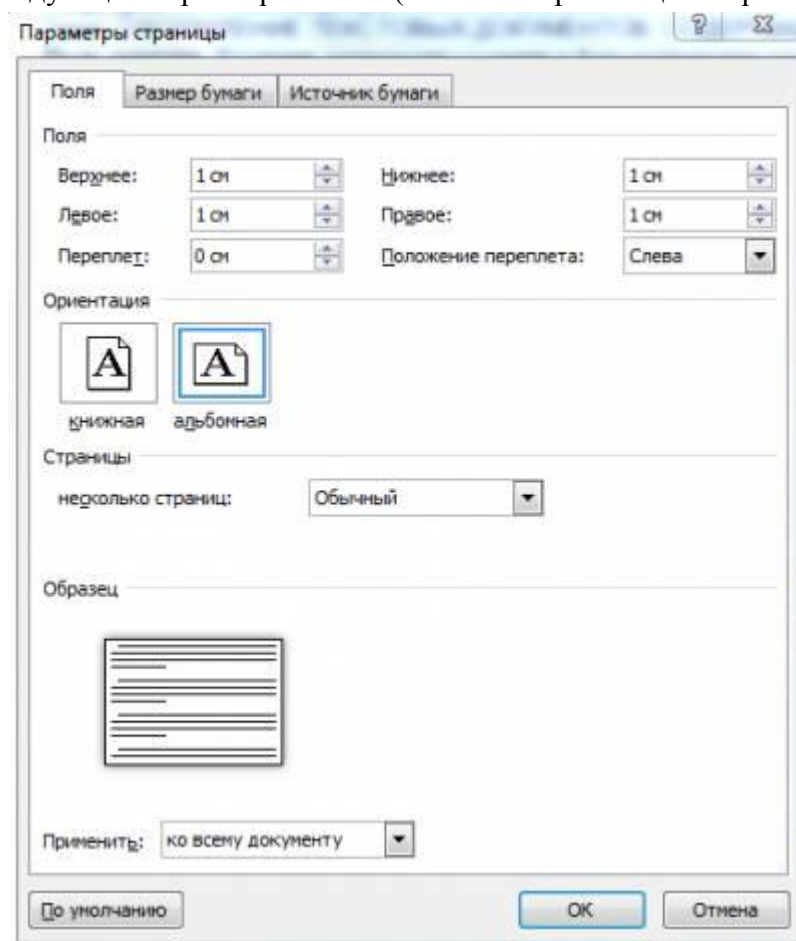 Параметры страницы
Поля Размер бумаги Источник бумаги
Поля
Верхнее: 1 см Нижнее: 1 см
Левое: 1 см Правое: 1 см
Переплет: 0 см Положение переплета: Слева
Ориентация
A A
книжная альбомная
Страницы
несколько страниц: Обычный
Образец
Применить: ко всему документу
По умолчанию ОК Отмена